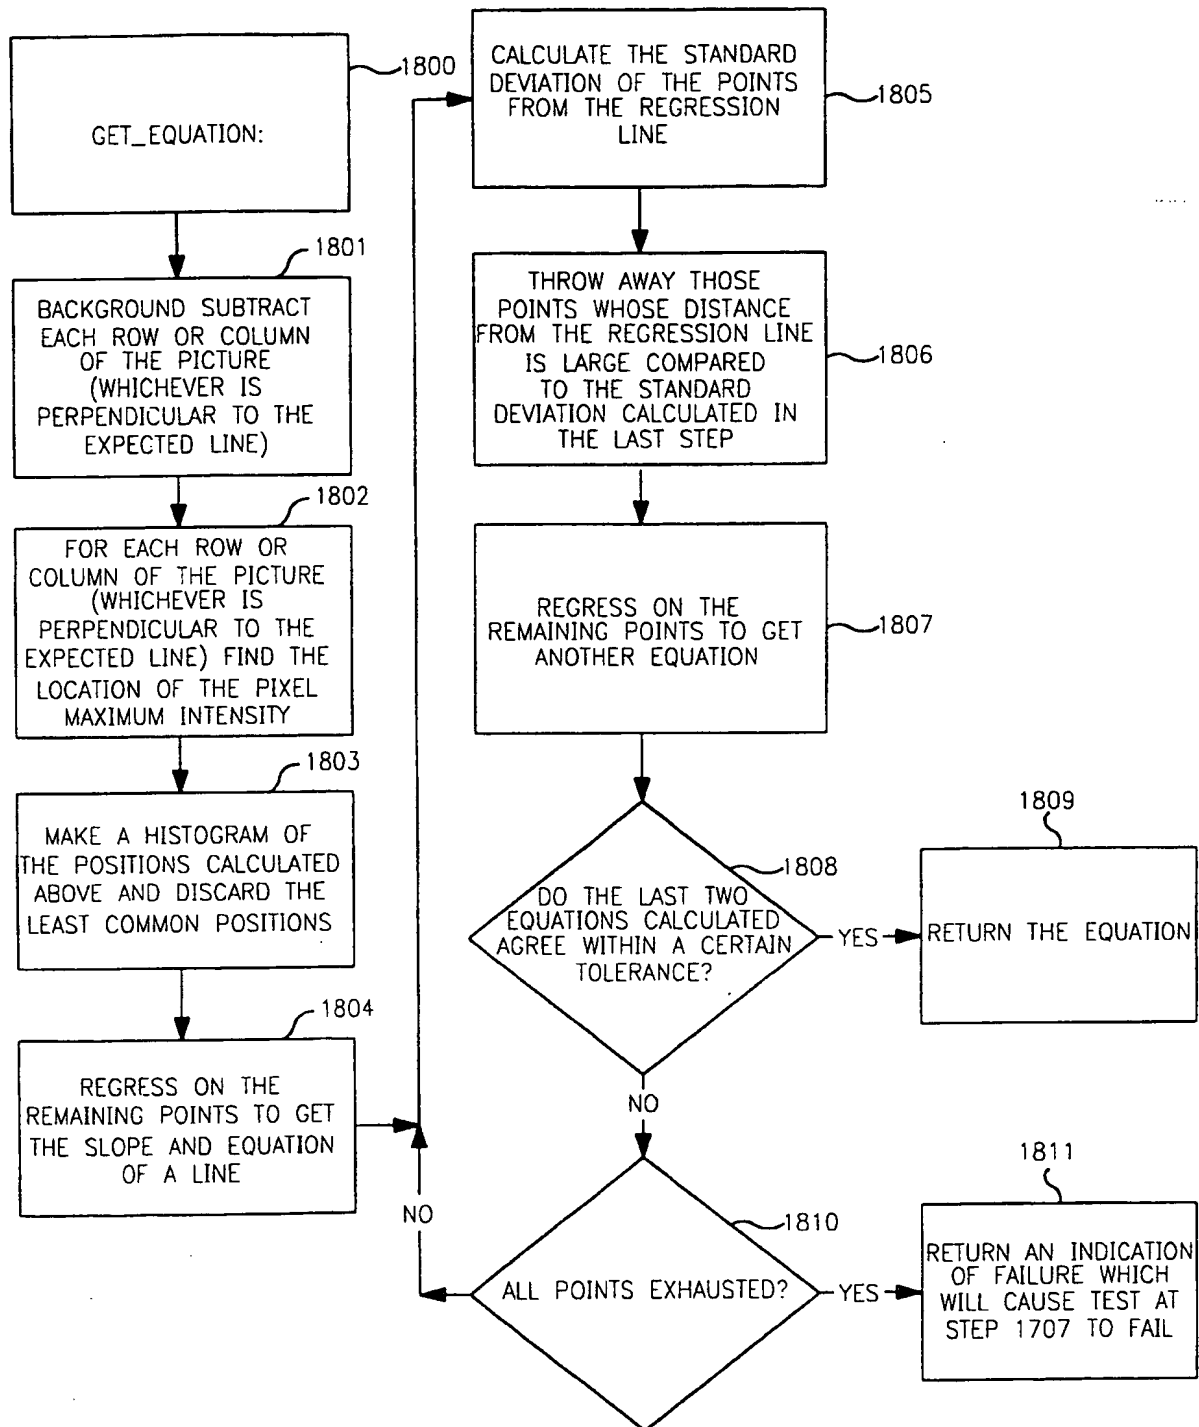 1800
GET_EQUATION:
1801
BACKGROUND SUBTRACT
EACH ROW OR COLUMN
OF THE PICTURE
(WHICHEVER IS
PERPENDICULAR TO THE
EXPECTED LINE)
1802
FOR EACH ROW OR
COLUMN OF THE PICTURE
(WHICHEVER IS
PERPENDICULAR TO THE
EXPECTED LINE) FIND THE
LOCATION OF THE PIXEL
MAXIMUM INTENSITY
1803
MAKE A HISTOGRAM OF
THE POSITIONS CALCULATED
ABOVE AND DISCARD THE
LEAST COMMON POSITIONS
1804
REGRESS ON THE
REMAINING POINTS TO GET
THE SLOPE AND EQUATION
OF A LINE
CALCULATE THE STANDARD
DEVIATION OF THE POINTS
FROM THE REGRESSION
LINE
1805
THROW AWAY THOSE
POINTS WHOSE DISTANCE
FROM THE REGRESSION LINE
IS LARGE COMPARED
TO THE STANDARD
DEVIATION CALCULATED IN
THE LAST STEP
1806
REGRESS ON THE
REMAINING POINTS TO GET
ANOTHER EQUATION
1807
1808
DO THE LAST TWO
EQUATIONS CALCULATED
AGREE WITHIN A CERTAIN
TOLERANCE?
YES
1809
RETURN THE EQUATION
NO
1810
ALL POINTS EXHAUSTED?
NO
YES
1811
RETURN AN INDICATION
OF FAILURE WHICH
WILL CAUSE TEST AT
STEP 1707 TO FAIL